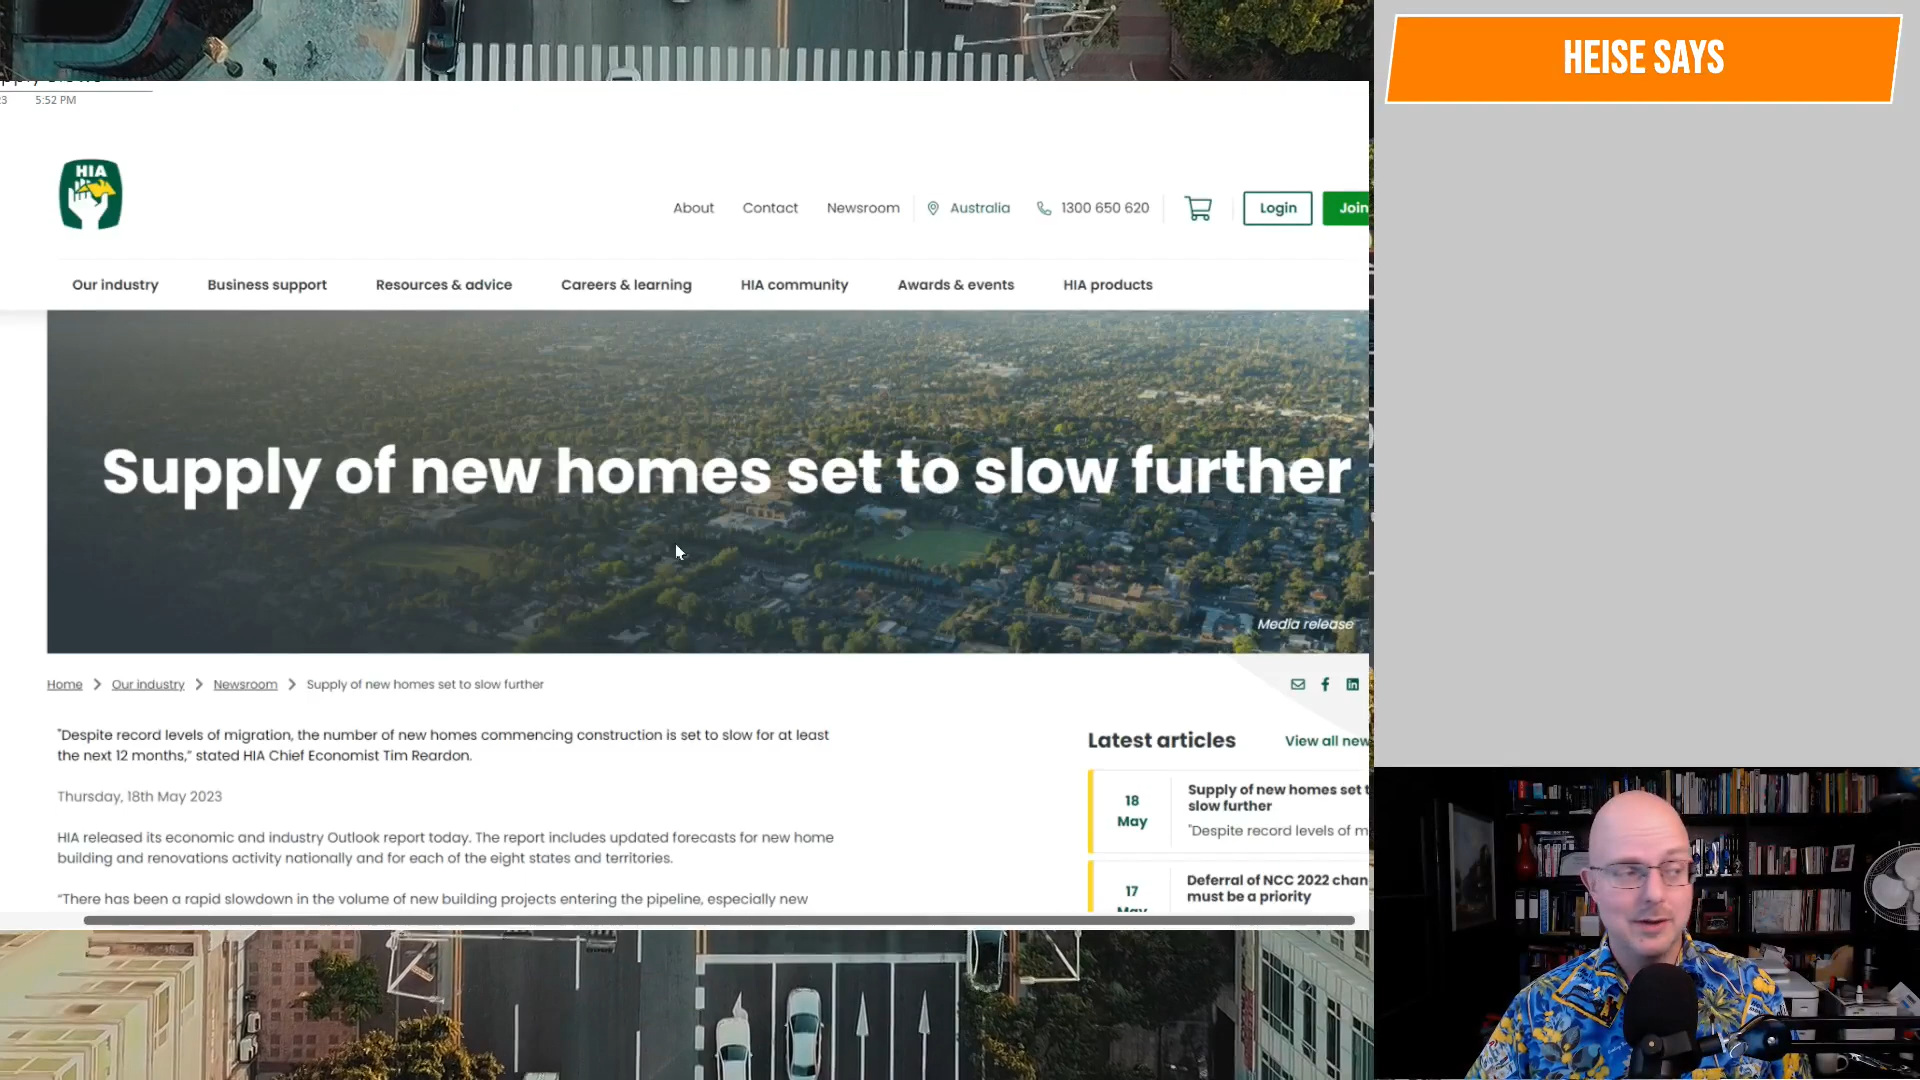 HEISE SAYS
5:52 PM
HIA
About
Contact
Newsroom
Australia
1300 650 620
Login
Join
Our industry
Business support
Resources & advice
Careers & learning
HIA community
Awards & events
HIA products
Supply of new homes set to slow further
Media release
Home
Our industry
Newsroom
Supply of new homes set to slow further
"Despite record levels of migration, the number of new homes commencing construction is set to slow for at least
the next 12 months," stated HIA Chief Economist Tim Reardon.
Thursday, 18th May 2023
HIA released its economic and industry Outlook report today. The report includes updated forecasts for new home
building and renovations activity nationally and for each of the eight states and territories.
“There has been a rapid slowdown in the volume of new building projects entering the pipeline, especially new
Latest articles
View all new
18
May
Supply of new homes set t
slow further
"Despite record levels of m
17
May
Deferral of NCC 2022 chan
must be a priority